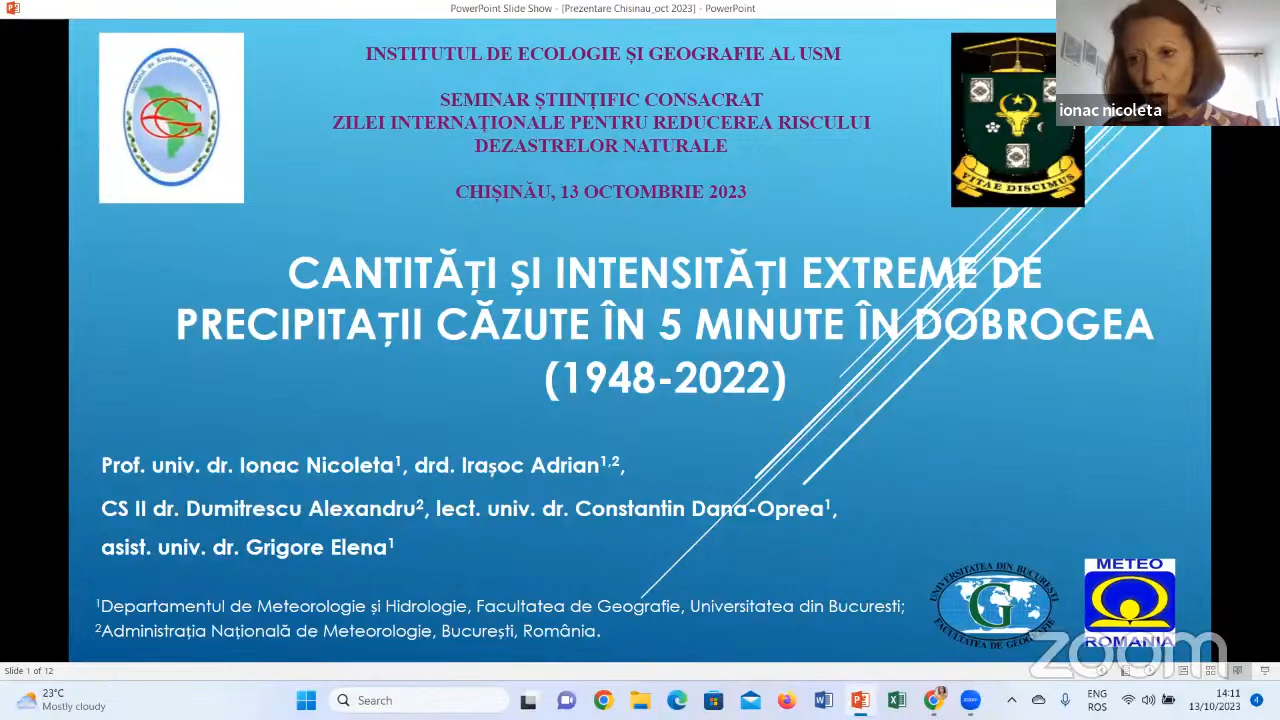 PowerPoint Slide Show - [Prezentare Chisinau_oct 2023] - PowerPoint
INSTITUTUL DE ECOLOGIE ȘI GEOGRAFIE AL USM
SEMINAR ȘTIINȚIFIC CONSACRAT
ZILEI INTERNAȚIONALE PENTRU REDUCEREA RISCULUI
DEZASTRELOR NATURALE
CHIȘINĂU, 13 OCTOMBRIE 2023
ionac nicoleta
VITAE DISCIMUS
CANTITĂȚI ȘI INTENSITĂȚI EXTREME DE
PRECIPITAȚII CĂZUTE ÎN 5 MINUTE ÎN DOBROGEA
(1948-2022)
Prof. univ. dr. Ionac Nicoleta¹, drd. Irașoc Adrian¹,²,
CS II dr. Dumitrescu Alexandru², lect. univ. dr. Constantin Dana-Oprea¹,
asist. univ. dr. Grigore Elena¹
¹Departamentul de Meteorologie și Hidrologie, Facultatea de Geografie, Universitatea din Bucuresti;
²Administrația Națională de Meteorologie, București, România.
UNIVERSITATEA DIN BUCUREȘTI
G
FACULTATEA DE GEOGRAFIE
METEO
ROMANIA
zoom
Slide 1 of 12
23°C
Mostly cloudy
Search
ENG
ROS
14:11
13/10/2023
4